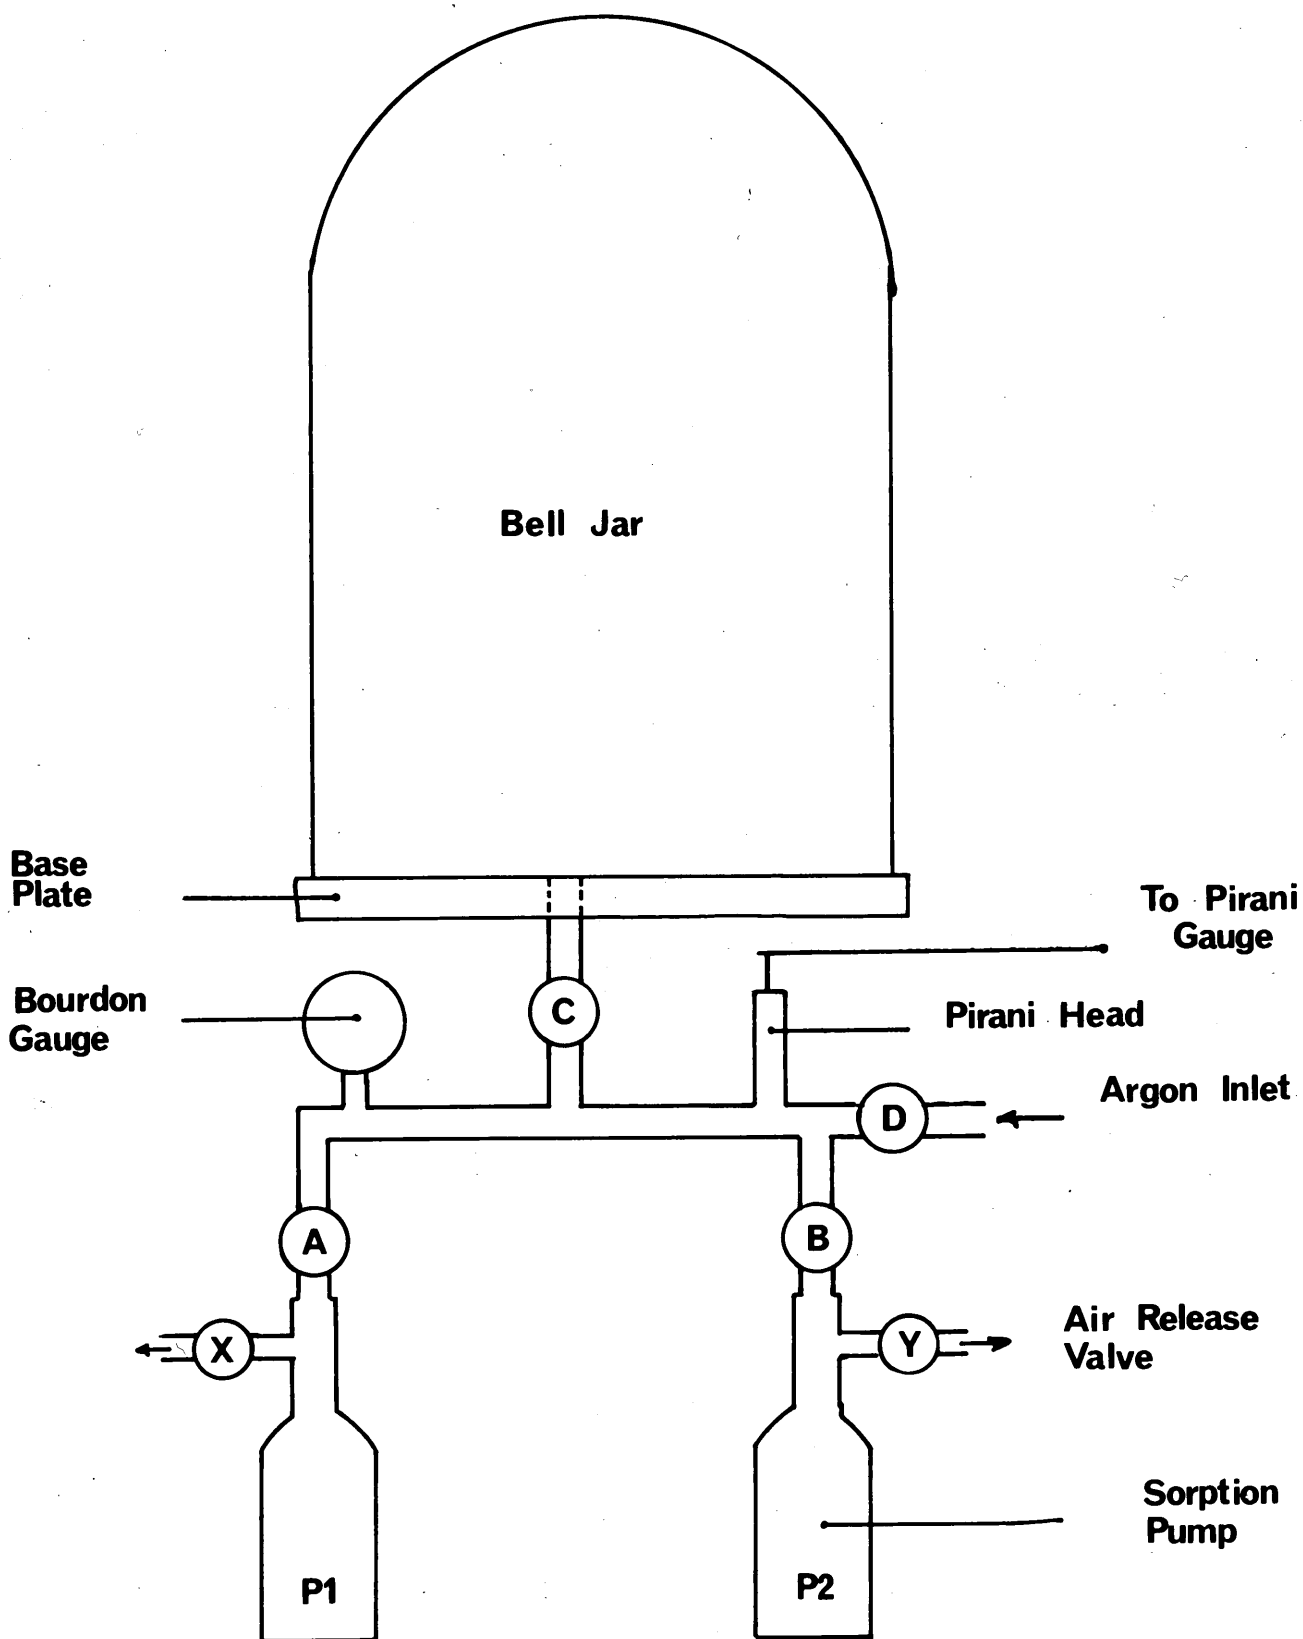 Bell Jar
Base
Plate
To Pirani
Gauge
Bourdon
Gauge
C
Pirani Head
Argon Inlet
D
A
B
X
Y
Air Release
Valve
Sorption
Pump
P1
P2